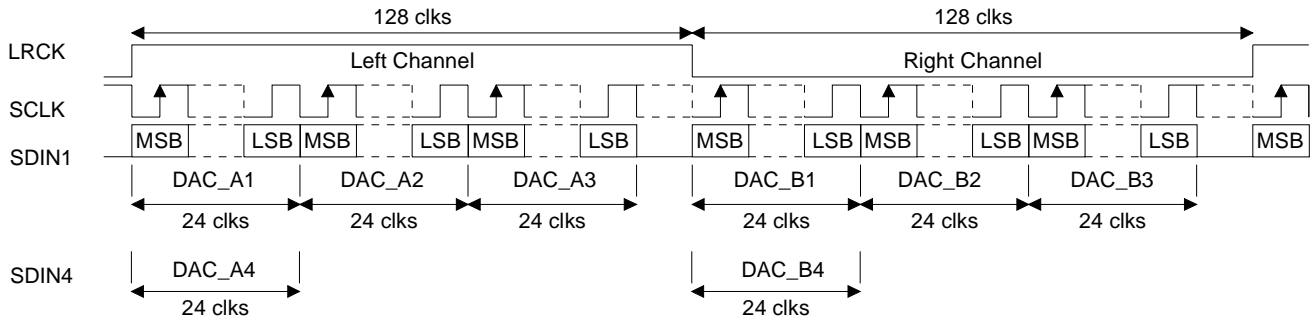 128 clks 128 clks
LRCK Left Channel Right Channel
SCLK
SDIN1 MSB LSB MSB LSB MSB LSB MSB LSB MSB LSB MSB LSB MSB
DAC_A1 DAC_A2 DAC_A3 DAC_B1 DAC_B2 DAC_B3
24 clks 24 clks 24 clks 24 clks 24 clks 24 clks
SDIN4 DAC_A4 DAC_B4
24 clks 24 clks